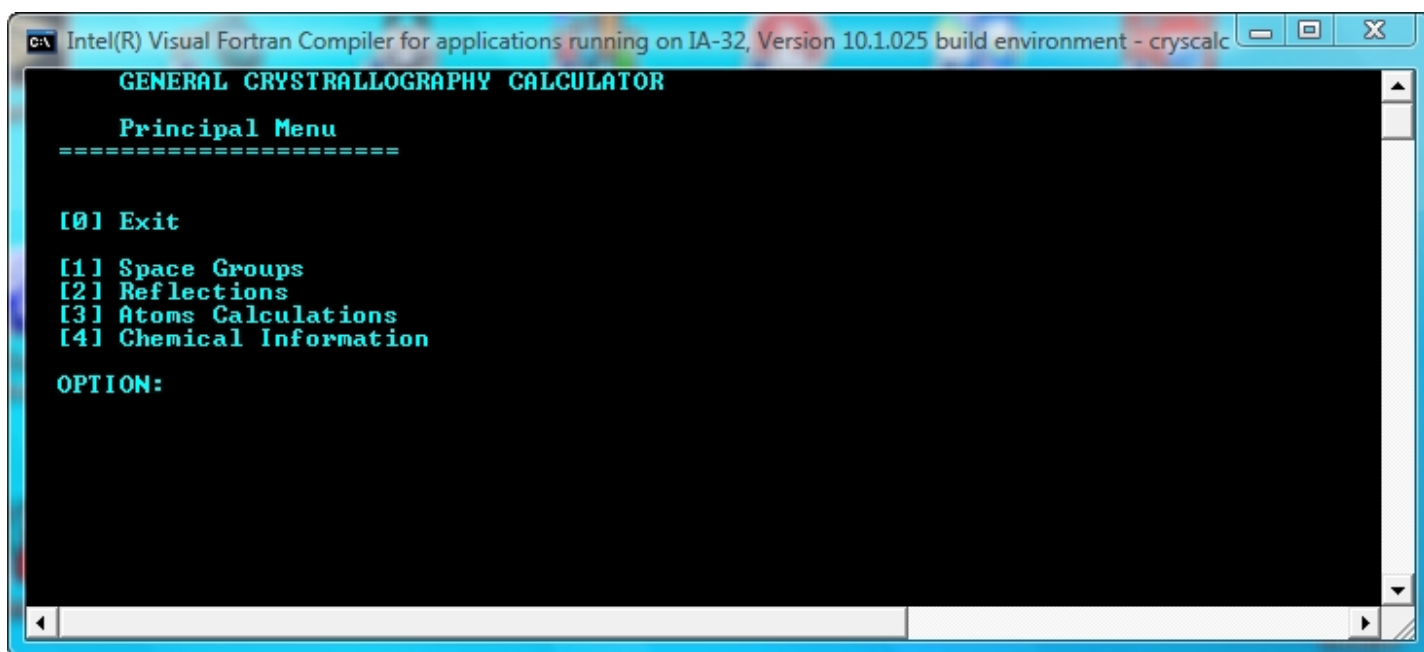 Intel(R) Visual Fortran Compiler for applications running on IA-32, Version 10.1.025 build environment - cryscalc
GENERAL CRYSTRALLOGRAPHY CALCULATOR
Principal Menu
======================
[0] Exit
[1] Space Groups
[2] Reflections
[3] Atoms Calculations
[4] Chemical Information
OPTION: